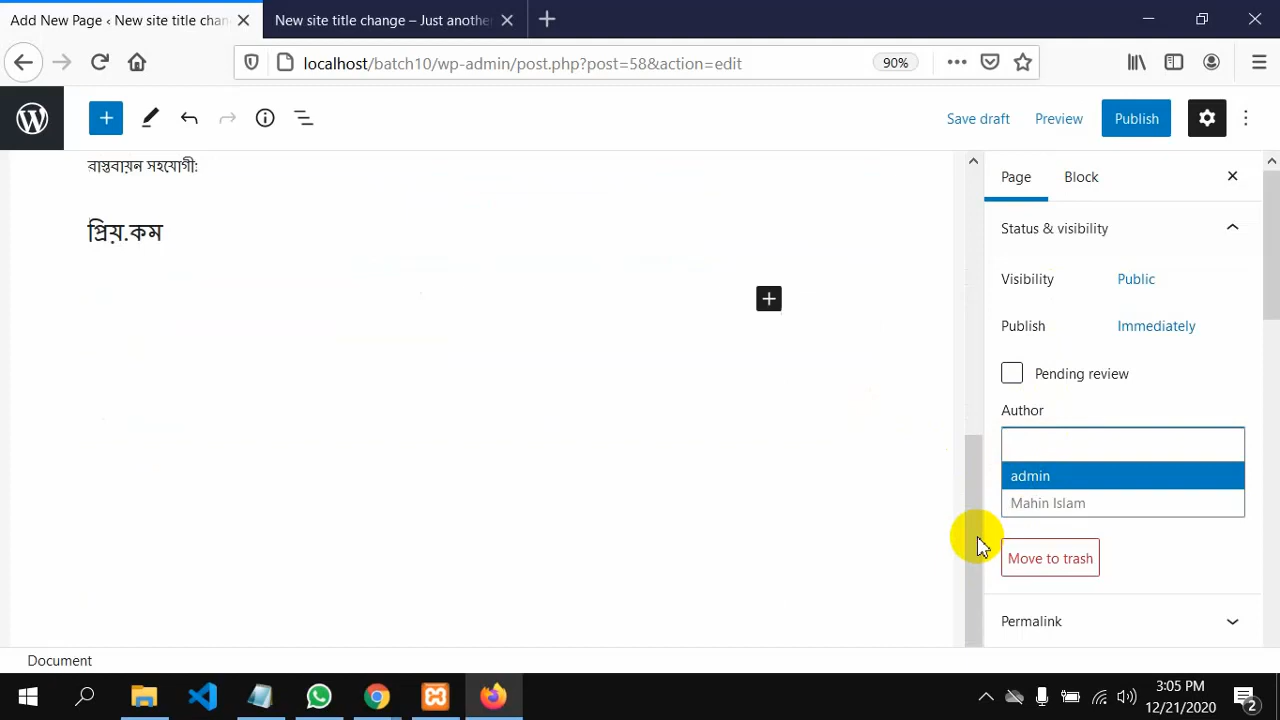 Add New Page ‹ New site title chan
New site title change – Just another
localhost/batch10/wp-admin/post.php?post=58&action=edit
90%
Save draft
Preview
Publish
বাস্তবায়ন সহযোগী:
প্রিয়.কম
Page
Block
Status & visibility
Visibility
Public
Publish
Immediately
Pending review
Author
admin
Mahin Islam
Move to trash
Permalink
Document
3:05 PM
12/21/2020
2